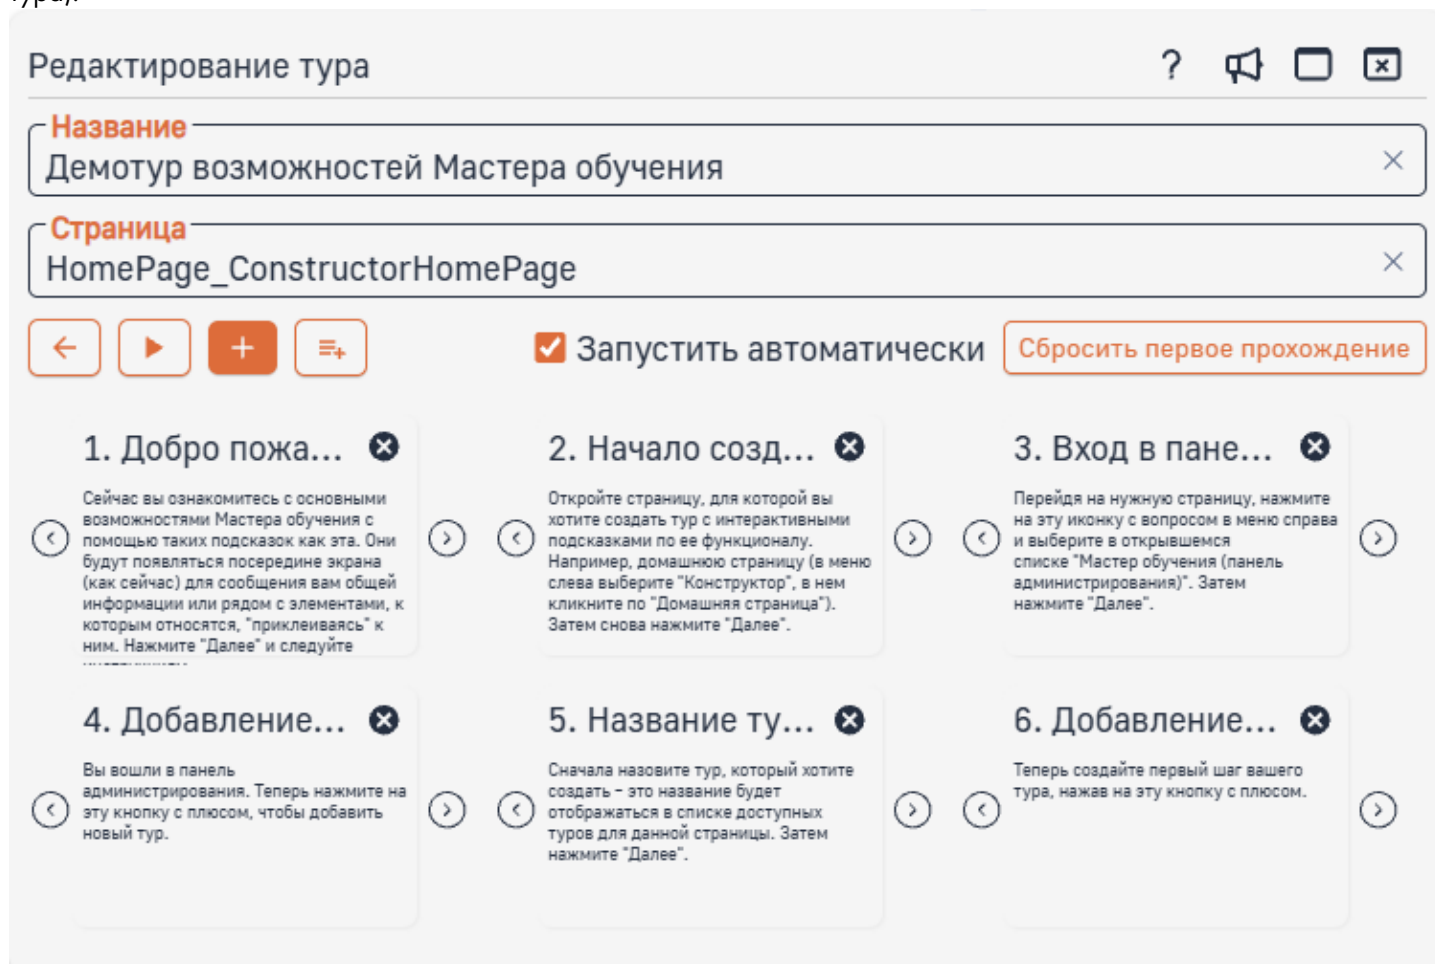 тура).
Редактирование тура
Название
Демотур возможностей Мастера обучения
Страница
HomePage_ConstructorHomePage
Запустить автоматически
Сбросить первое прохождение
1. Добро пожа...
Сейчас вы ознакомитесь с основными
возможностями Мастера обучения с
помощью таких подсказок как эта. Они
будут появляться посередине экрана
(как сейчас) для сообщения вам общей
информации или рядом с элементами, к
которым относятся, "приклеиваясь" к
ним. Нажмите "Далее" и следуйте
2. Начало созд...
Откройте страницу, для которой вы
хотите создать тур с интерактивными
подсказками по ее функционалу.
Например, домашнюю страницу (в меню
слева выберите "Конструктор", в нем
кликните по "Домашняя страница").
Затем снова нажмите "Далее".
3. Вход в пане...
Перейдя на нужную страницу, нажмите
на эту иконку с вопросом в меню справа
и выберите в открывшемся
списке "Мастер обучения (панель
администрирования)". Затем
нажмите "Далее".
4. Добавление...
Вы вошли в панель
администрирования. Теперь нажмите на
эту кнопку с плюсом, чтобы добавить
новый тур.
5. Название ту...
Сначала назовите тур, который хотите
создать – это название будет
отображаться в списке доступных
туров для данной страницы. Затем
нажмите "Далее".
6. Добавление...
Теперь создайте первый шаг вашего
тура, нажав на эту кнопку с плюсом.